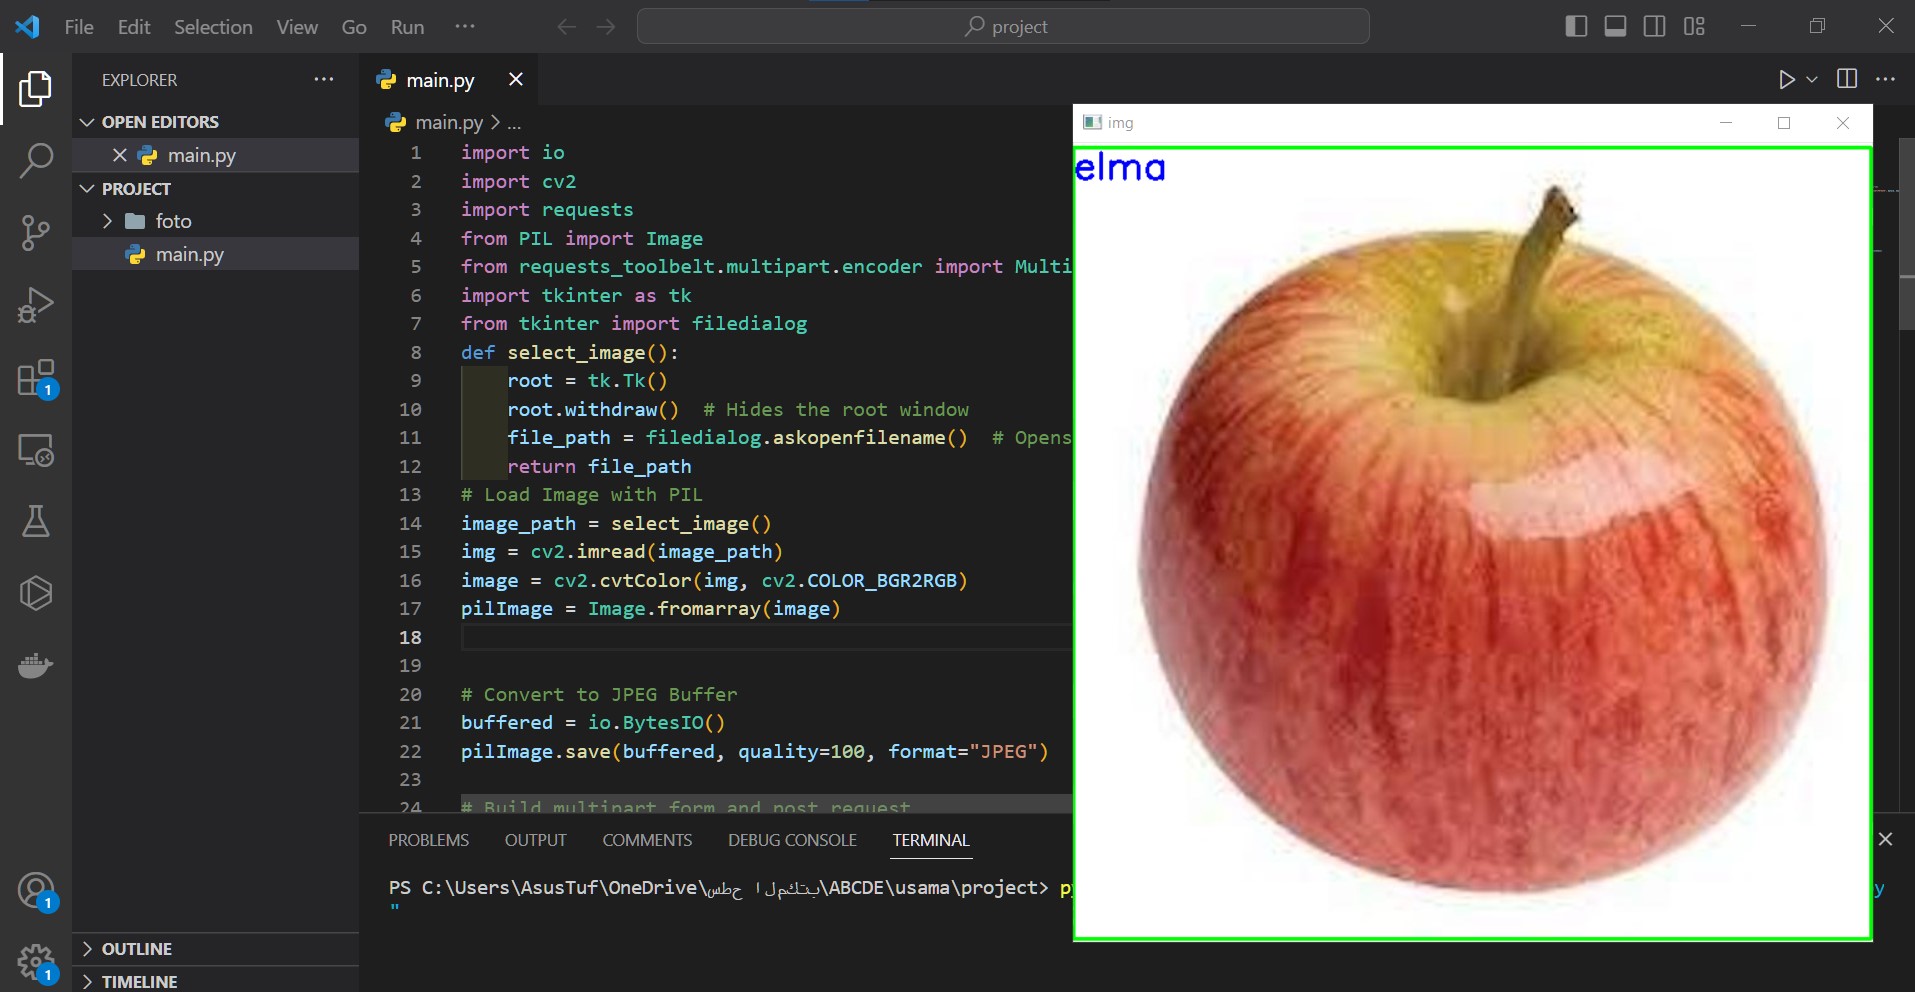 File Edit Selection View Go Run ...
project
EXPLORER
OPEN EDITORS
main.py
PROJECT
foto
main.py
OUTLINE
TIMELINE
1
1
1
main.py
main.py > ...
1 import io
2 import cv2
3 import requests
4 from PIL import Image
5 from requests_toolbelt.multipart.encoder import Multi
6 import tkinter as tk
7 from tkinter import filedialog
8 def select_image():
9 root = tk.Tk()
10 root.withdraw() # Hides the root window
11 file_path = filedialog.askopenfilename() # Opens
12 return file_path
13 # Load Image with PIL
14 image_path = select_image()
15 img = cv2.imread(image_path)
16 image = cv2.cvtColor(img, cv2.COLOR_BGR2RGB)
17 pilImage = Image.fromarray(image)
18
19
20 # Convert to JPEG Buffer
21 buffered = io.BytesIO()
22 pilImage.save(buffered, quality=100, format="JPEG")
23
24 # Build multipart form and post request
img
elma
PROBLEMS OUTPUT COMMENTS DEBUG CONSOLE TERMINAL
PS C:\Users\AsusTuf\OneDrive\سطح المكتب\ABCDE\usama\project> py
"